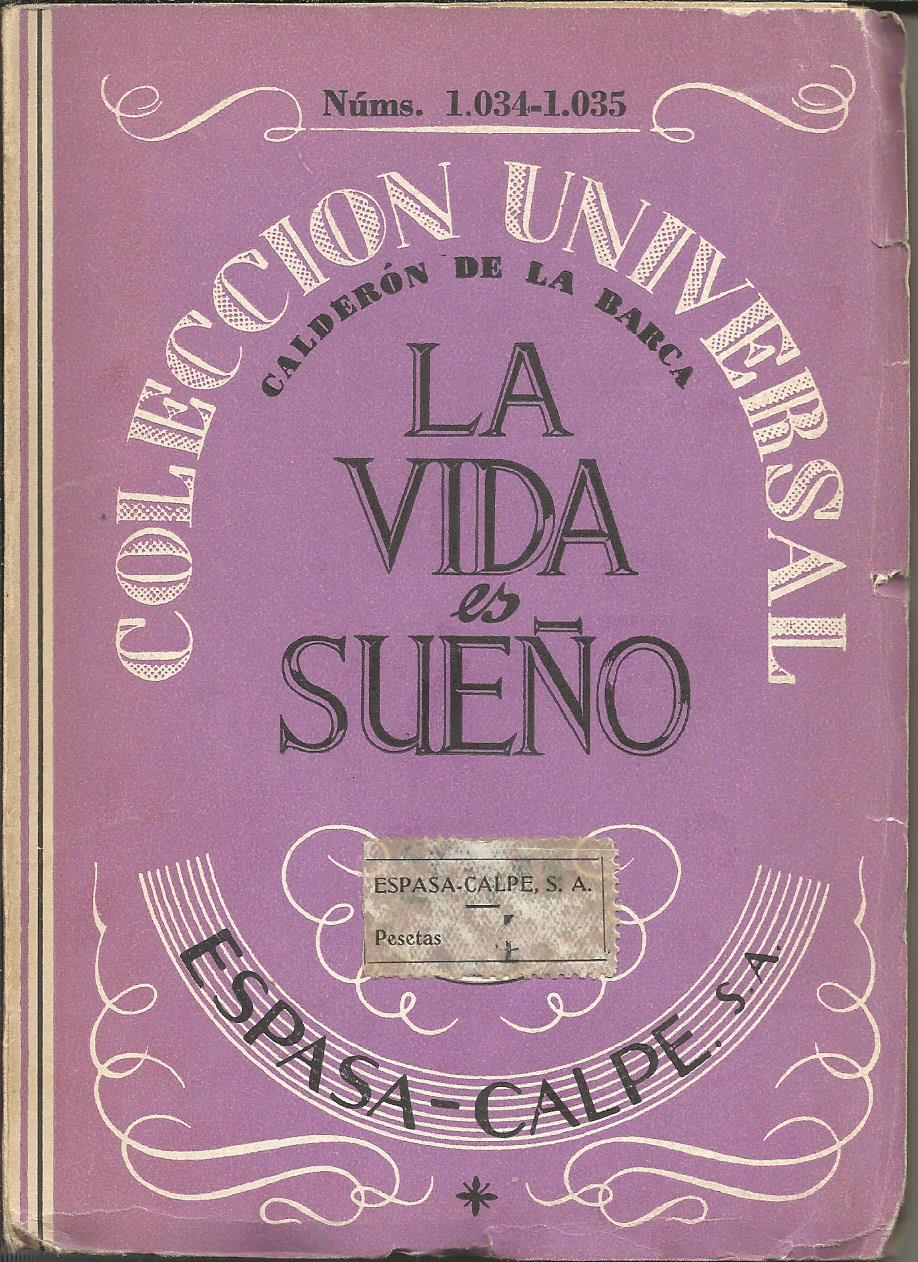 Núms. 1.034-1.035
COLECCION UNIVERSAL
CALDERÓN DE LA BARCA
LA
VIDA
es
SUEÑO
ESPASA-CALPE, S. A.
Pesetas
ESPASA-CALPE, S.A.